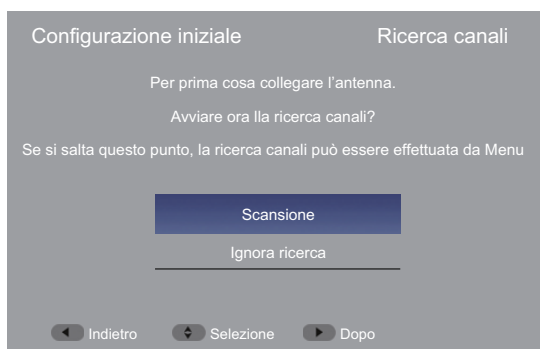 Configurazione iniziale Ricerca canali
Per prima cosa collegare l'antenna.
Avviare ora lla ricerca canali?
Se si salta questo punto, la ricerca canali può essere effettuata da Menu
Scansione
Ignora ricerca
Indietro Selezione Dopo